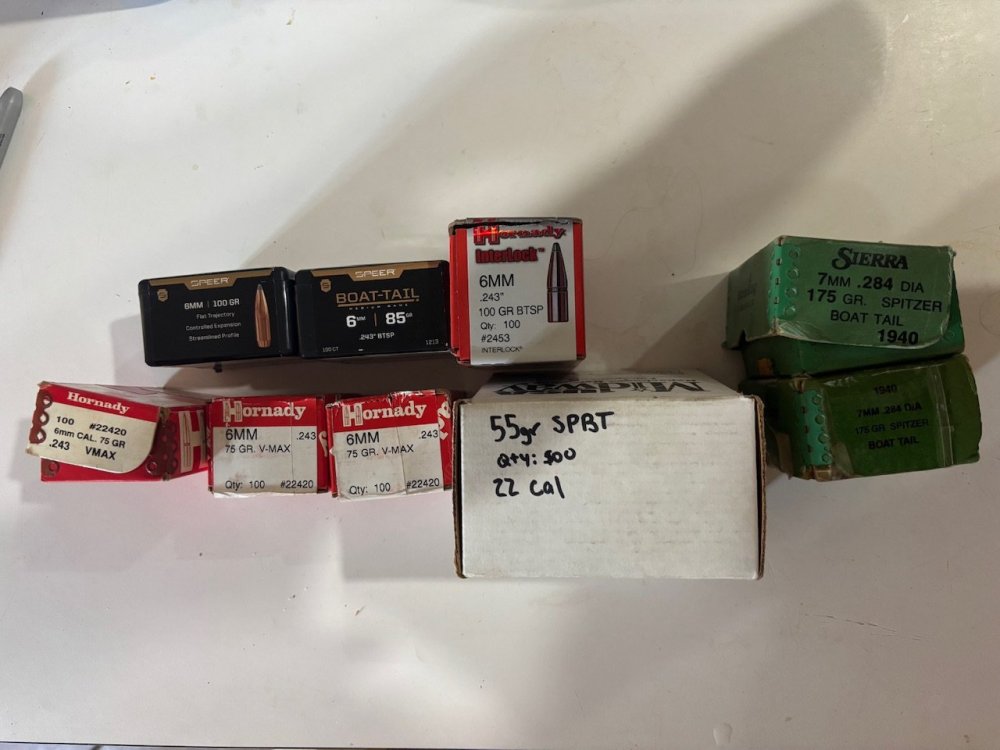 SPEER
6MM | 100 GR
Flat Trajectory
Controlled Expansion
Streamlined Profile
SPEER
BOAT-TAIL
6MM | 85GR
.243" BTSP
100 CT
1213
Hornady
InterLock™
6MM
.243"
100 GR BTSP
Qty: 100
#2453
INTERLOCK®
SIERRA
7MM .284 DIA
175 GR. SPITZER
BOAT TAIL
1940
Hornady
100 #22420
6mm CAL. 75 GR
.243 VMAX
Hornady
6MM .243
75 GR. V-MAX
Qty: 100 #22420
Hornady
6MM .243
75 GR. V-MAX
Qty: 100 #22420
Midway
55gr SPBT
Qty: 500
22 Cal
1940
7MM .284 DIA
175 GR. SPITZER
BOAT TAIL